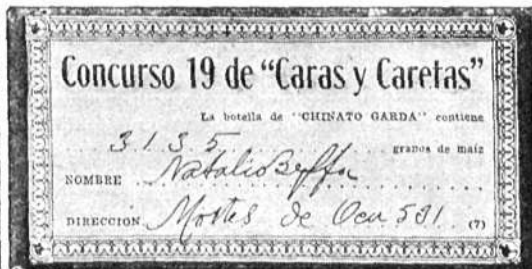 Concurso 19 de "Caras y Caretas"
La botella de "CHINATO GARDA" contiene
3135 granos de maíz
NOMBRE Natalio Beffa
DIRECCION Montes de Oca 531 (7)